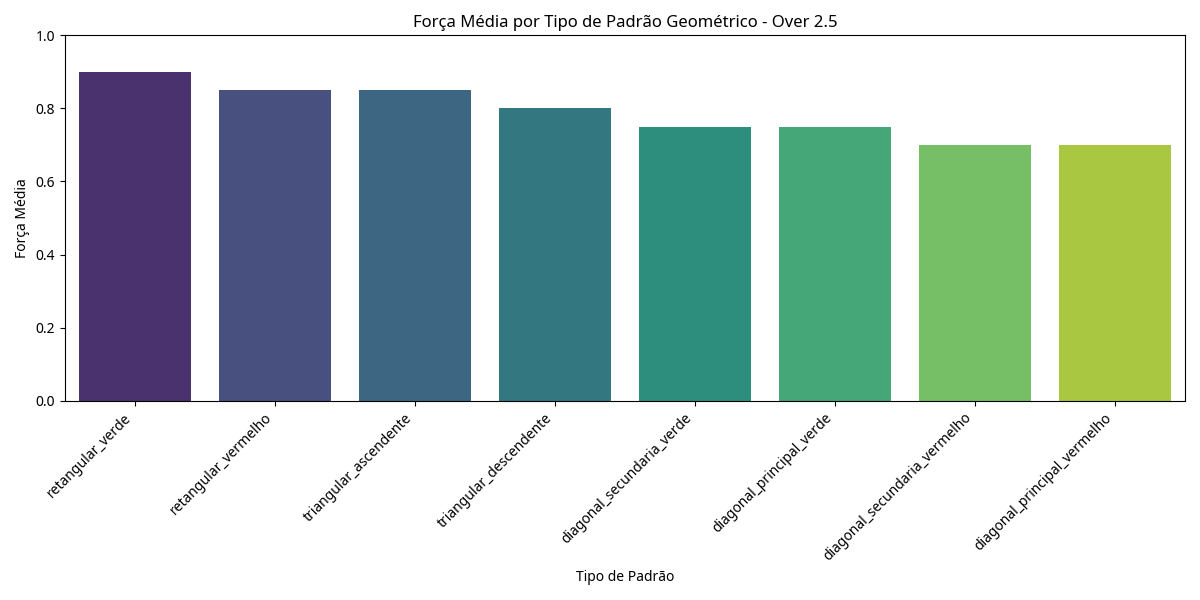 Força Média por Tipo de Padrão Geométrico - Over 2.5
Força Média
1.0
0.8
0.6
0.4
0.2
0.0
retangular_verde
retangular_vermelho
triangular_ascendente
triangular_descendente
diagonal_secundaria_verde
diagonal_principal_verde
diagonal_secundaria_vermelho
diagonal_principal_vermelho
Tipo de Padrão